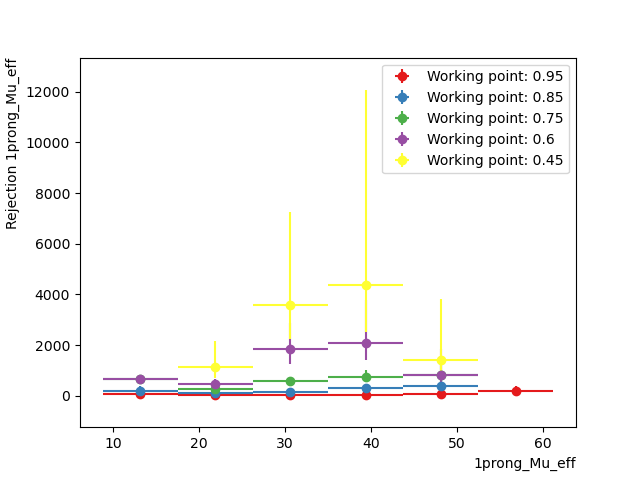 Rejection 1prong_Mu_eff
12000
10000
8000
6000
4000
2000
0
Working point: 0.95
Working point: 0.85
Working point: 0.75
Working point: 0.6
Working point: 0.45
10 20 30 40 50 60
1prong_Mu_eff